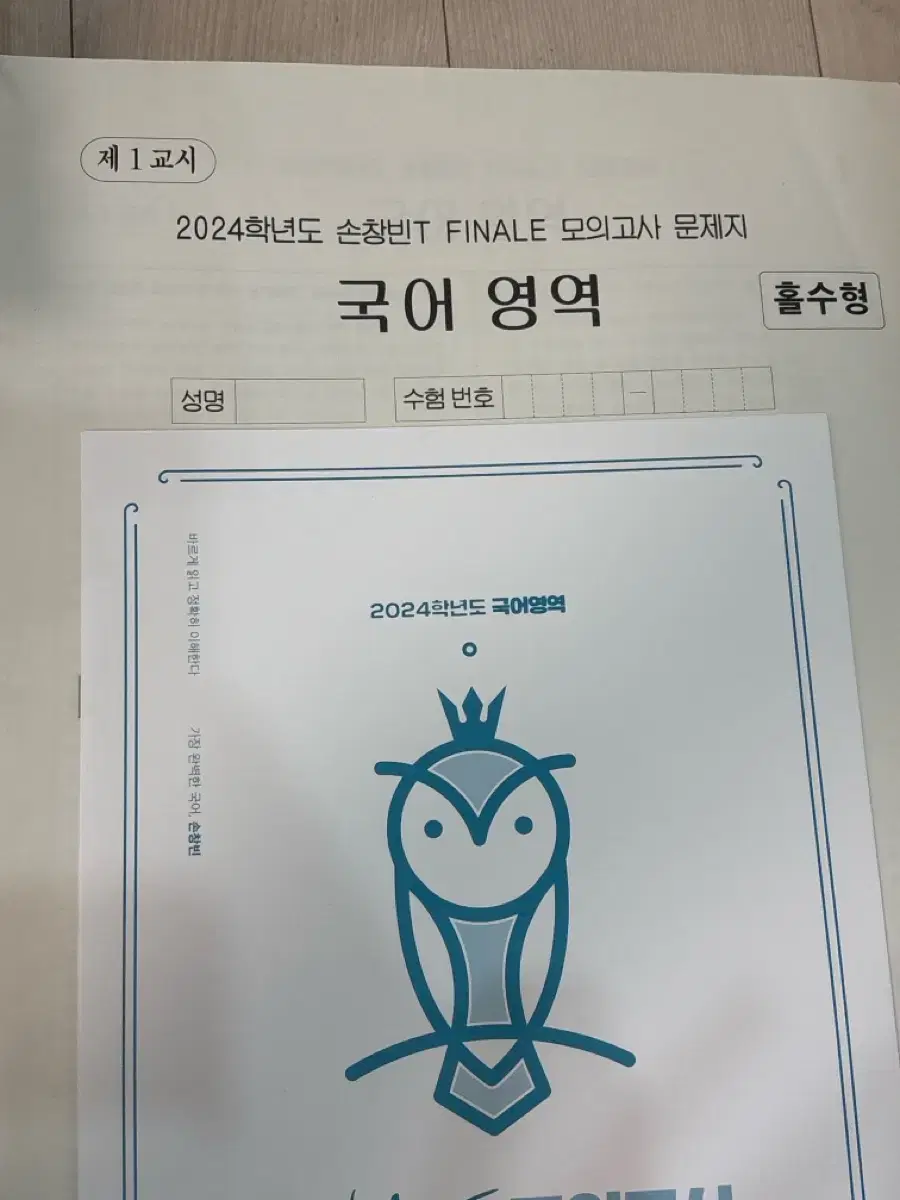 제 1 교시
2024학년도 손창빈T FINALE 모의고사 문제지
국어 영역
홀수형
성명
수험 번호
—
2024학년도 국어영역
바르게 읽고 정확히 이해한다
가장 완벽한 국어, 손창빈